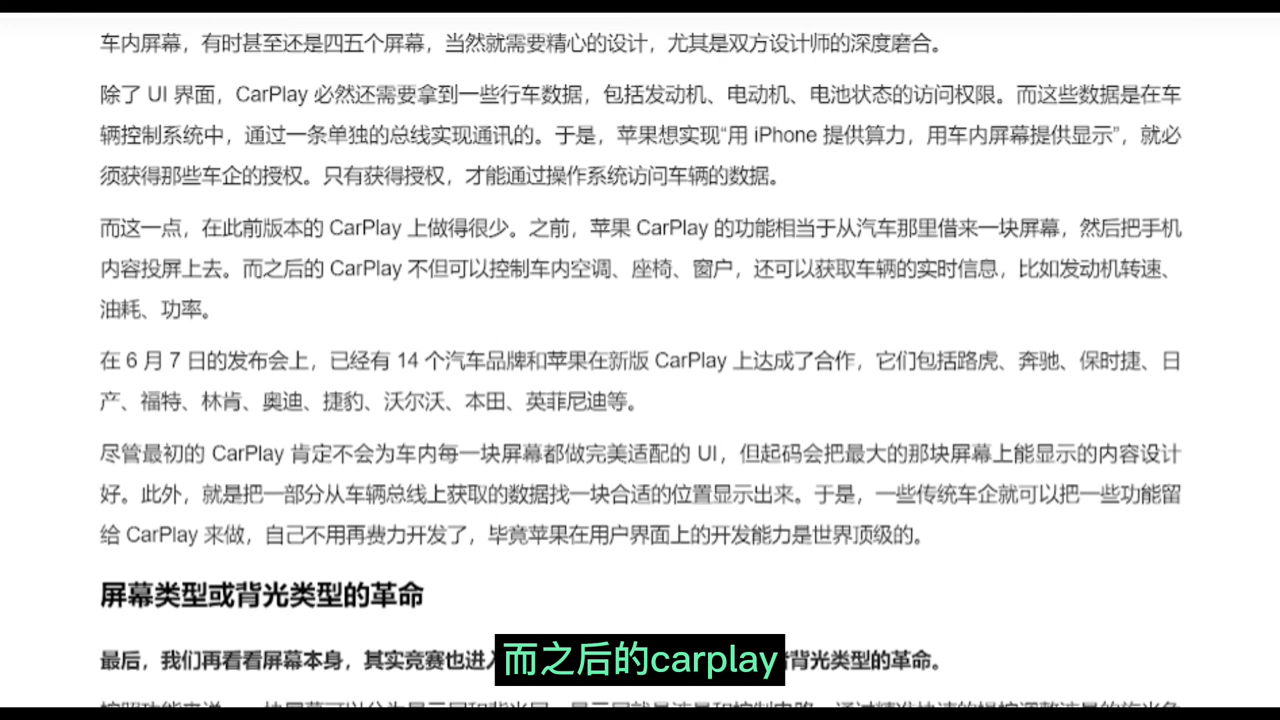 车内屏幕，有时甚至还是四五个屏幕，当然就需要精心的设计，尤其是双方设计师的深度磨合。
除了 UI 界面，CarPlay 必然还需要拿到一些行车数据，包括发动机、电动机、电池状态的访问权限。而这些数据是在车
辆控制系统中，通过一条单独的总线实现通讯的。于是，苹果想实现“用 iPhone 提供算力，用车内屏幕提供显示”，就必
须获得那些车企的授权。只有获得授权，才能通过操作系统访问车辆的数据。
而这一点，在此前版本的 CarPlay 上做得很少。之前，苹果 CarPlay 的功能相当于从汽车那里借来一块屏幕，然后把手机
内容投屏上去。而之后的 CarPlay 不但可以控制车内空调、座椅、窗户，还可以获取车辆的实时信息，比如发动机转速、
油耗、功率。
在 6 月 7 日的发布会上，已经有 14 个汽车品牌和苹果在新版 CarPlay 上达成了合作，它们包括路虎、奔驰、保时捷、日
产、福特、林肯、奥迪、捷豹、沃尔沃、本田、英菲尼迪等。
尽管最初的 CarPlay 肯定不会为车内每一块屏幕都做完美适配的 UI，但起码会把最大的那块屏幕上能显示的内容设计
好。此外，就是把一部分从车辆总线上获取的数据找一块合适的位置显示出来。于是，一些传统车企就可以把一些功能留
给 CarPlay 来做，自己不用再费力开发了，毕竟苹果在用户界面上的开发能力是世界顶级的。
屏幕类型或背光类型的革命
最后，我们再看看屏幕本身，其实竞赛也进入 背光类型的革命。
而之后的carplay